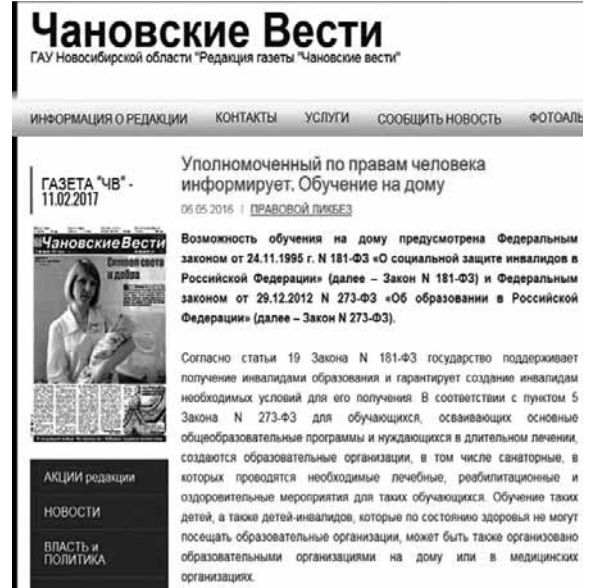 Чановские Вести
ГАУ Новосибирской области "Редакция газеты "Чановские вести"
ИНФОРМАЦИЯ О РЕДАКЦИИ КОНТАКТЫ УСЛУГИ СООБЩИТЬ НОВОСТЬ ФОТОАЛЬ
ГАЗЕТА "ЧВ" -
11.02.2017
Чановские Вести
Символ света
и добра
АКЦИИ редакции
НОВОСТИ
ВЛАСТЬ и
ПОЛИТИКА
Уполномоченный по правам человека
информирует. Обучение на дому
06.05.2016 | ПРАВОВОЙ ЛИКБЕЗ
Возможность обучения на дому предусмотрена Федеральным
законом от 24.11.1995 г. N 181-ФЗ «О социальной защите инвалидов в
Российской Федерации» (далее – Закон N 181-ФЗ) и Федеральным
законом от 29.12.2012 N 273-ФЗ «Об образовании в Российской
Федерации» (далее – Закон N 273-ФЗ).
Согласно статьи 19 Закона N 181-ФЗ государство поддерживает
получение инвалидами образования и гарантирует создание инвалидам
необходимых условий для его получения. В соответствии с пунктом 5
Закона N 273-ФЗ для обучающихся, осваивающих основные
общеобразовательные программы и нуждающихся в длительном лечении,
создаются образовательные организации, в том числе санаторные, в
которых проводятся необходимые лечебные, реабилитационные и
оздоровительные мероприятия для таких обучающихся. Обучение таких
детей, а также детей-инвалидов, которые по состоянию здоровья не могут
посещать образовательные организации, может быть также организовано
образовательными организациями на дому или в медицинских
организациях.